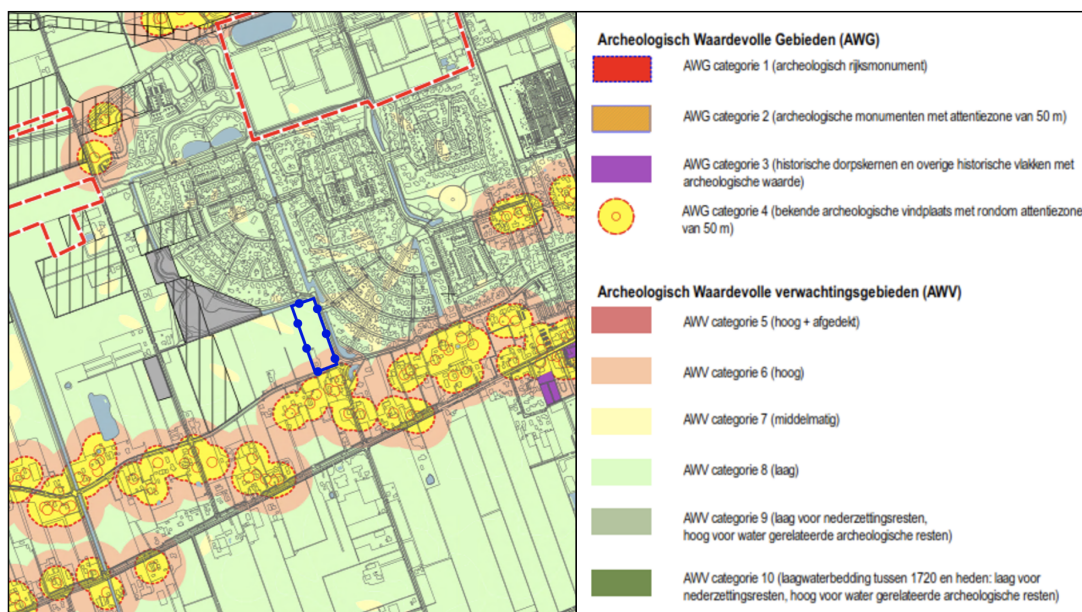 Archeologisch Waardevolle Gebieden (AWG)
AWG categorie 1 (archeologisch rijksmonument)
AWG categorie 2 (archeologische monumenten met attentiezone van 50 m)
AWG categorie 3 (historische dorpskernen en overige historische vlakken met
archeologische waarde)
AWG categorie 4 (bekende archeologische vindplaats met rondom attentiezone
van 50 m)
Archeologisch Waardevolle verwachtingsgebieden (AWV)
AWV categorie 5 (hoog + afgedekt)
AWV categorie 6 (hoog)
AWV categorie 7 (middelmatig)
AWV categorie 8 (laag)
AWV categorie 9 (laag voor nederzettingsresten,
hoog voor water gerelateerde archeologische resten)
AWV categorie 10 (laagwaterbedding tussen 1720 en heden: laag voor
nederzettingsresten, hoog voor water gerelateerde archeologische resten)